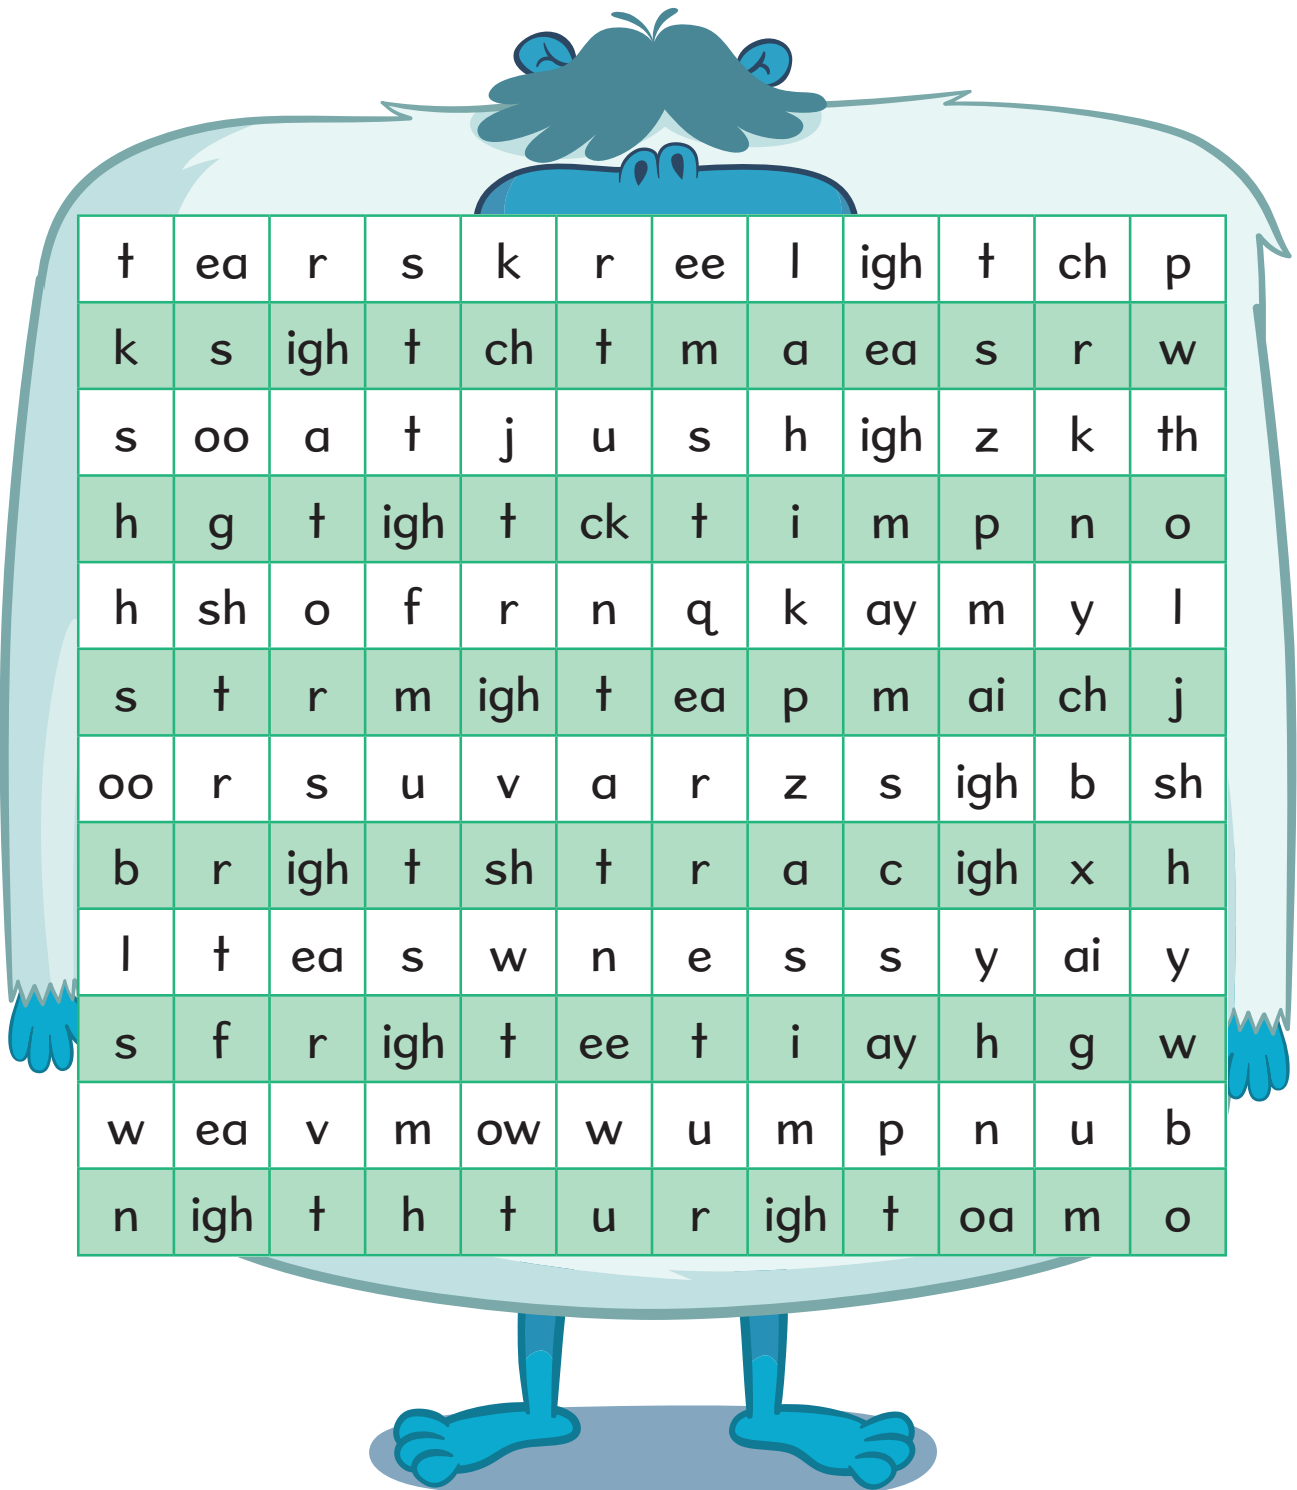 t ea r s k r ee l igh t ch p
k s igh t ch t m a ea s r w
s oo a t j u s h igh z k th
h g t igh t ck t i m p n o
h sh o f r n q k ay m y l
s t r m igh t ea p m ai ch j
oo r s u v a r z s igh b sh
b r igh t sh t r a c igh x h
l t ea s w n e s s y ai y
s f r igh t ee t i ay h g w
w ea v m ow w u m p n u b
n igh t h t u r igh t oa m o